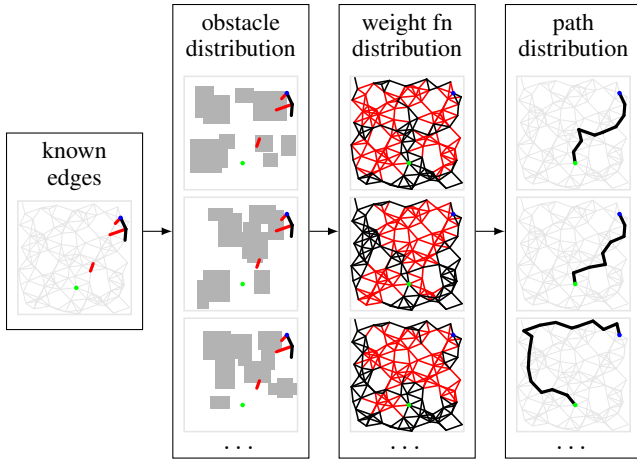 known
edges
obstacle
distribution
. . .
weight fn
distribution
. . .
path
distribution
. . .